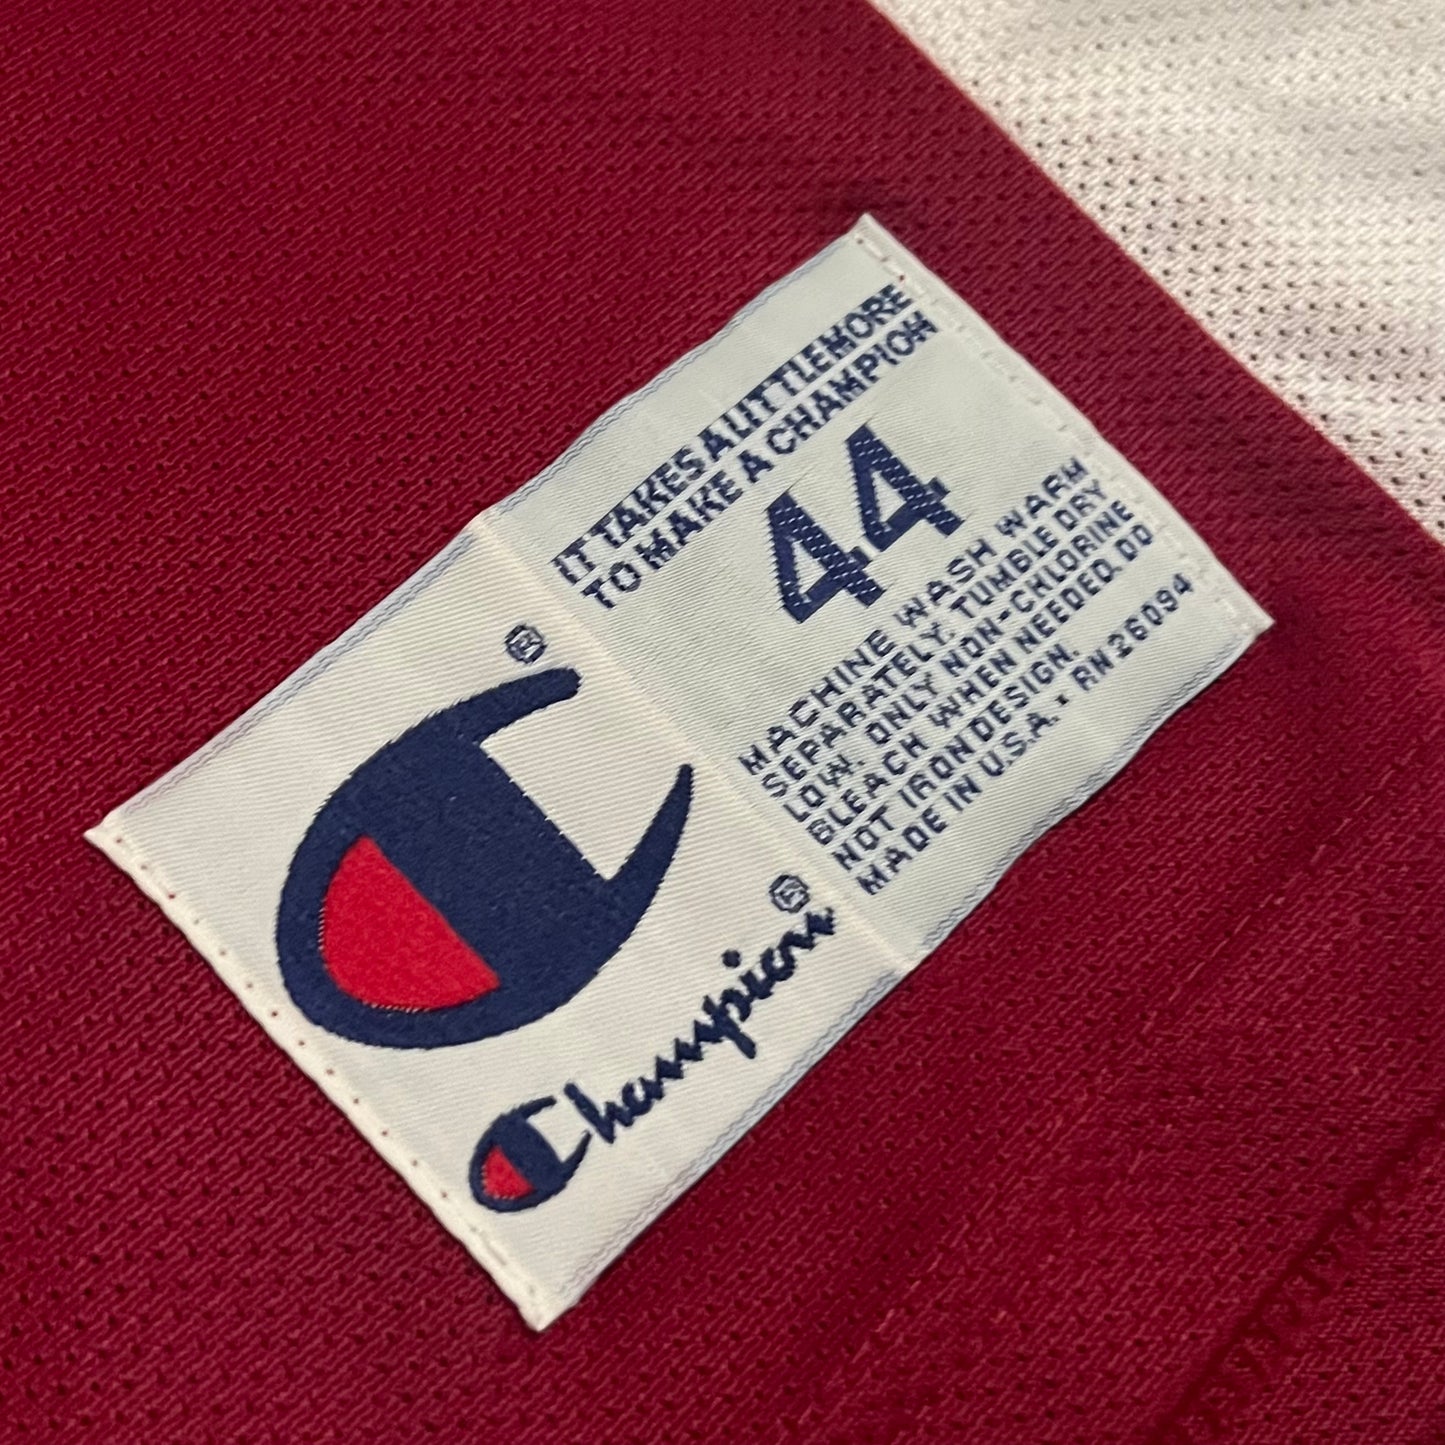 IT TAKES A LITTLE MORE
TO MAKE A CHAMPION
44
MACHINE WASH WARM
SEPARATELY. TUMBLE DRY
LOW. ONLY NON-CHLORINE
BLEACH WHEN NEEDED. DO
NOT IRON DESIGN.
MADE IN U.S.A. • RN 26094
®
Champion®